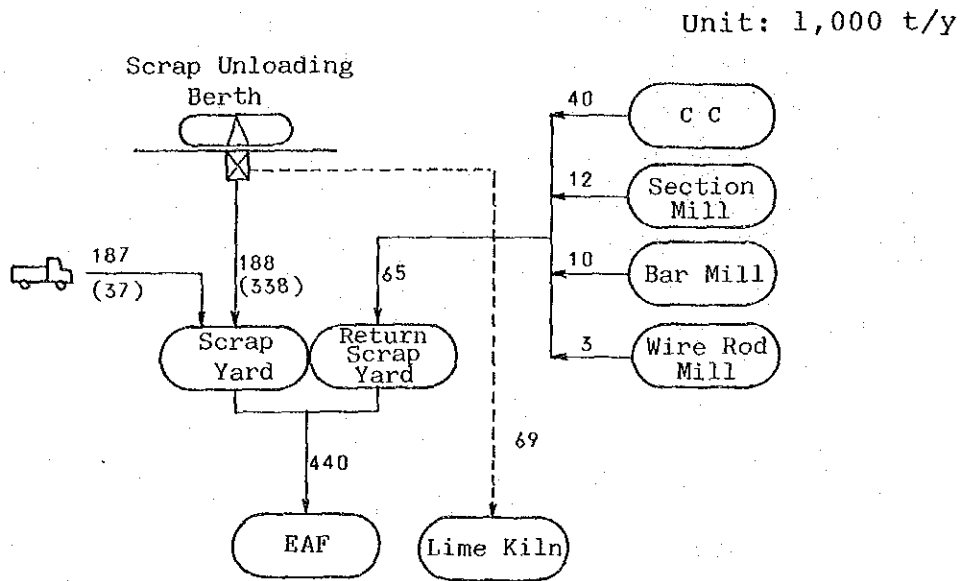 Unit: 1,000 t/y
Scrap Unloading
Berth
40
C C
12
Section
Mill
187
(37)
188
(338)
65
10
Bar Mill
Scrap
Yard
Return
Scrap
Yard
3
Wire Rod
Mill
440
69
EAF
Lime Kiln